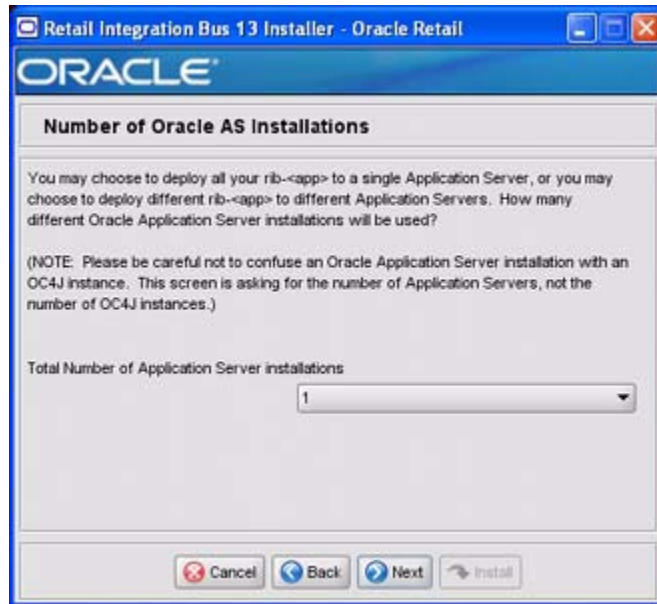 Retail Integration Bus 13 Installer - Oracle Retail
ORACLE
Number of Oracle AS Installations
You may choose to deploy all your rib-<app> to a single Application Server, or you may
choose to deploy different rib-<app> to different Application Servers. How many
different Oracle Application Server installations will be used?
(NOTE: Please be careful not to confuse an Oracle Application Server installation with an
OC4J instance. This screen is asking for the number of Application Servers, not the
number of OC4J instances.)
Total Number of Application Server installations
1
Cancel Back Next Install